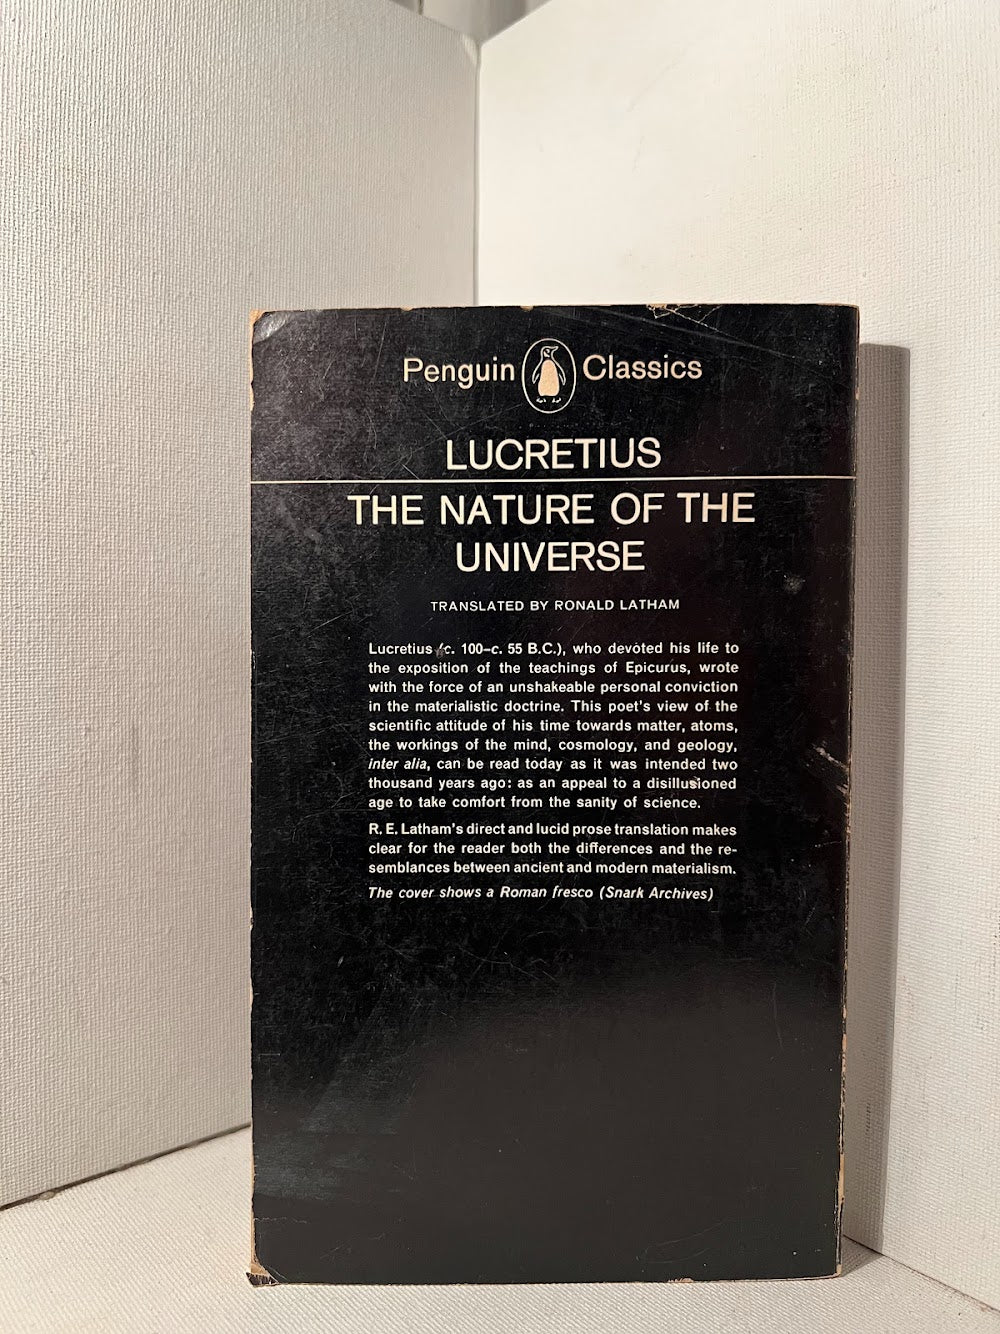 Penguin Classics
LUCRETIUS
THE NATURE OF THE
UNIVERSE
TRANSLATED BY RONALD LATHAM
Lucretius (c. 100–c. 55 B.C.), who devoted his life to
the exposition of the teachings of Epicurus, wrote
with the force of an unshakeable personal conviction
in the materialistic doctrine. This poet's view of the
scientific attitude of his time towards matter, atoms,
the workings of the mind, cosmology, and geology,
inter alia, can be read today as it was intended two
thousand years ago: as an appeal to a disillusioned
age to take comfort from the sanity of science.
R. E. Latham's direct and lucid prose translation makes
clear for the reader both the differences and the re-
semblances between ancient and modern materialism.
The cover shows a Roman fresco (Snark Archives)